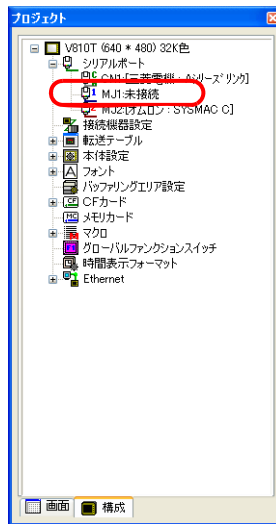 プロジェクト
V810T (640 * 480) 32K色
シリアルポート
CN1:[三菱電機 : Aシリーズリンク]
MJ1:未接続
MJ2:[オムロン : SYSMAC C]
接続機器設定
転送テーブル
本体設定
フォント
バッファリングエリア設定
CFカード
メモリカード
マクロ
グローバルファンクションスイッチ
時間表示フォーマット
Ethernet
画面
構成